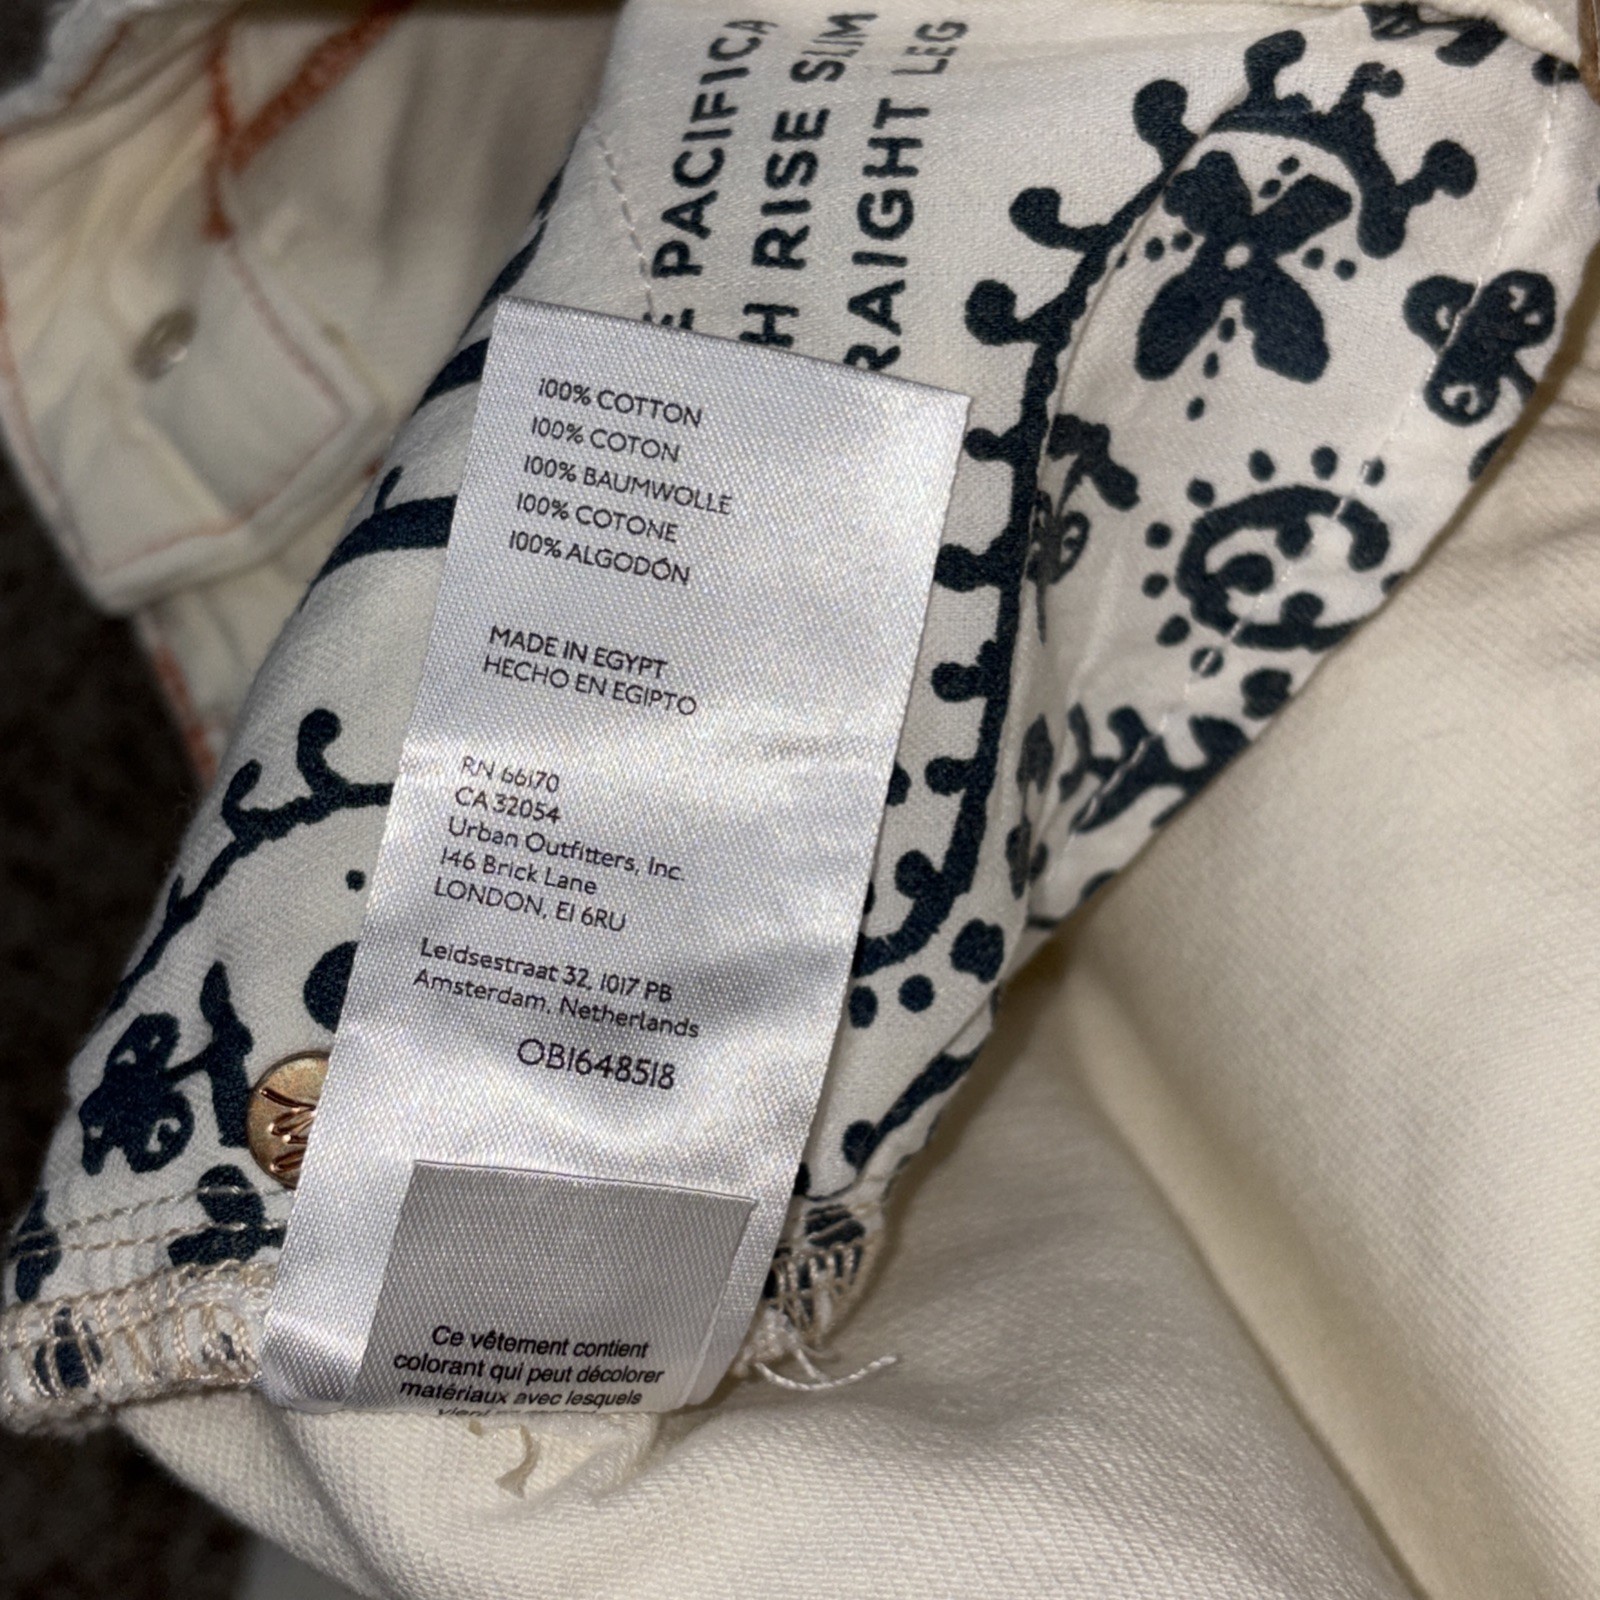 PACIFICA
RISE SLIM
RAIGHT LEG
100% COTTON
100% COTON
100% BAUMWOLLE
100% COTONE
100% ALGODÓN
MADE IN EGYPT
HECHO EN EGIPTO
RN 66170
CA 32054
Urban Outfitters, Inc.
146 Brick Lane
LONDON, E1 6RU
Leidsestraat 32, 1017 PB
Amsterdam, Netherlands
OB1648518
Ce vêtement contient
colorant qui peut décolorer
matériaux avec lesquels